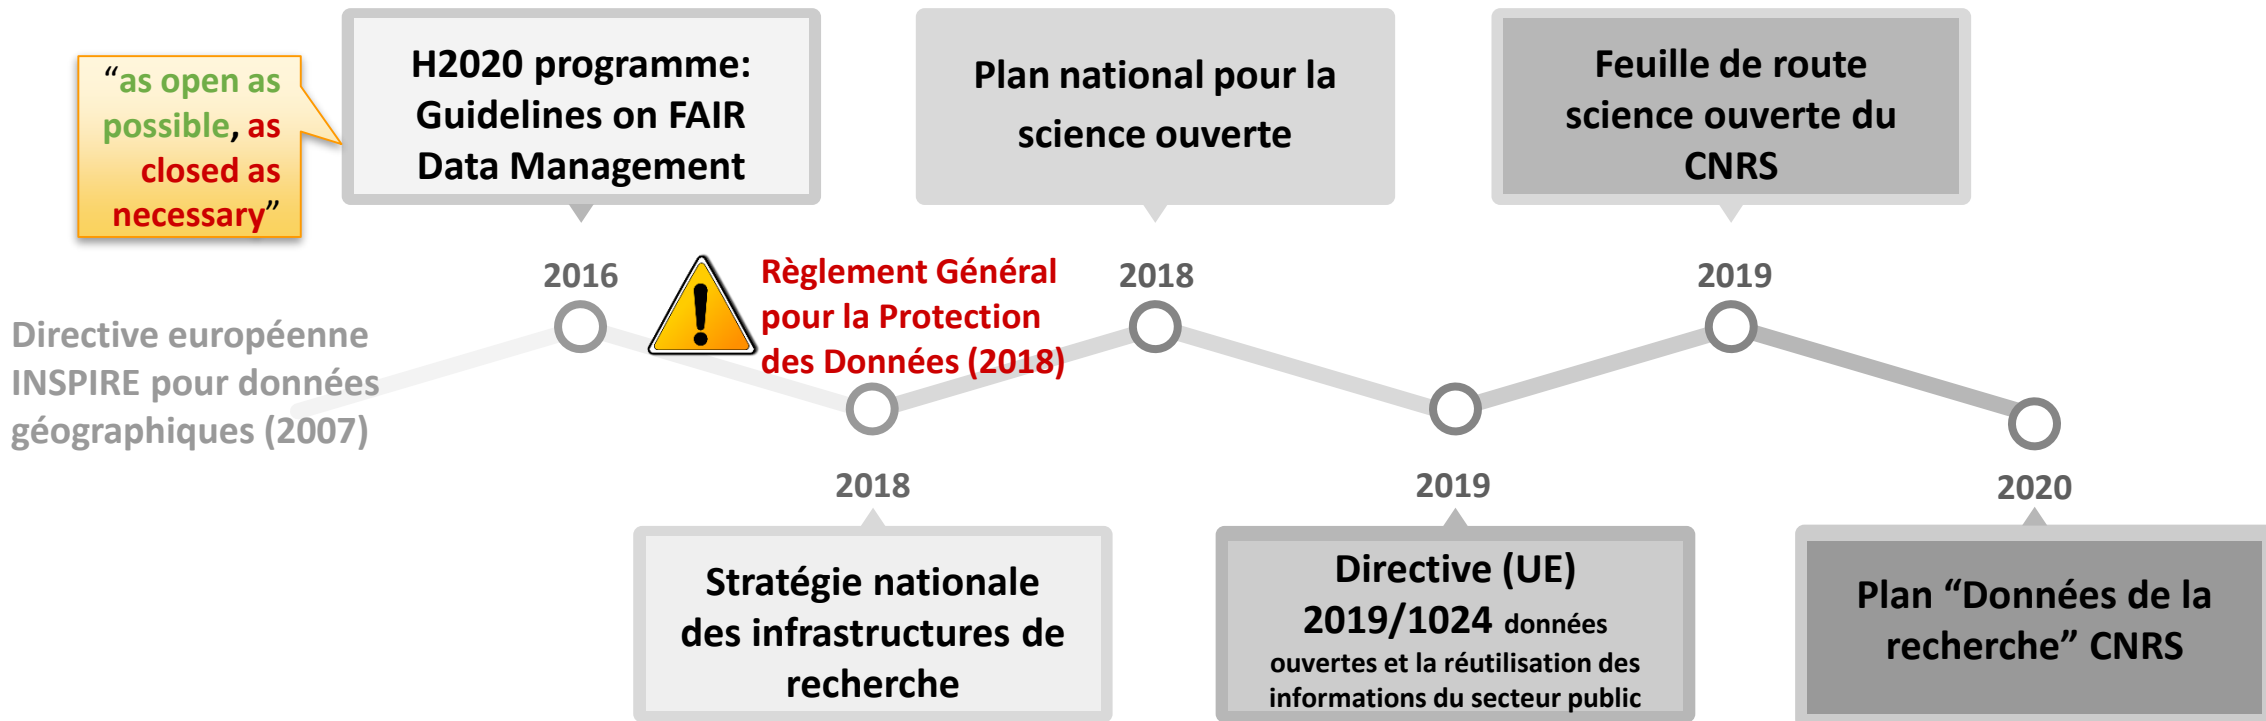 “as open as
possible, as
closed as
necessary”
H2020 programme:
Guidelines on FAIR
Data Management
Plan national pour la
science ouverte
Feuille de route
science ouverte du
CNRS
2016
Règlement Général
pour la Protection
des Données (2018)
2018
2019
Directive européenne
INSPIRE pour données
géographiques (2007)
2018
2019
2020
Stratégie nationale
des infrastructures de
recherche
Directive (UE)
2019/1024 données
ouvertes et la réutilisation des
informations du secteur public
Plan “Données de la
recherche” CNRS